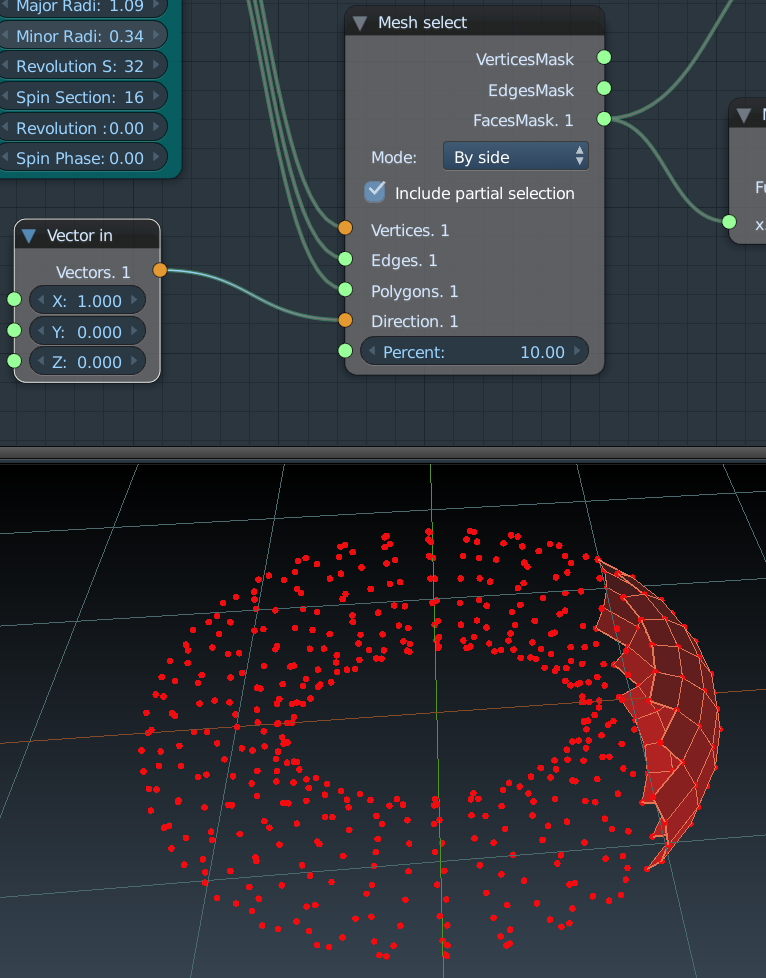 Major Radi: 1.09
Minor Radi: 0.34
Revolution S: 32
Spin Section: 16
Revolution :0.00
Spin Phase: 0.00
Mesh select
VerticesMask
EdgesMask
FacesMask. 1
Mode: By side
Include partial selection
Vertices. 1
Edges. 1
Polygons. 1
Direction. 1
Percent: 10.00
Vector in
Vectors. 1
X: 1.000
Y: 0.000
Z: 0.000
x